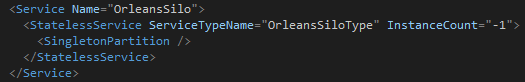 <Service Name="OrleansSilo">
<StatelessService ServiceTypeName="OrleansSiloType" InstanceCount="-1">
<SingletonPartition />
</StatelessService>
</Service>